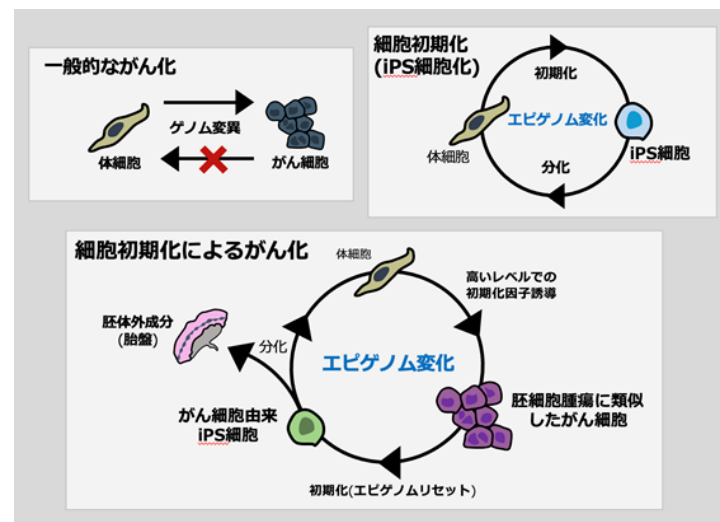 一般的ながん化
ゲノム変異
体細胞
がん細胞
細胞初期化
(iPS細胞化)
初期化
エピゲノム変化
体細胞
iPS細胞
分化
細胞初期化によるがん化
体細胞
高いレベルでの
初期化因子誘導
胚体外成分
(胎盤)
分化
エピゲノム変化
胚細胞腫瘍に類似
したがん細胞
がん細胞由来
iPS細胞
初期化(エピゲノムリセット)